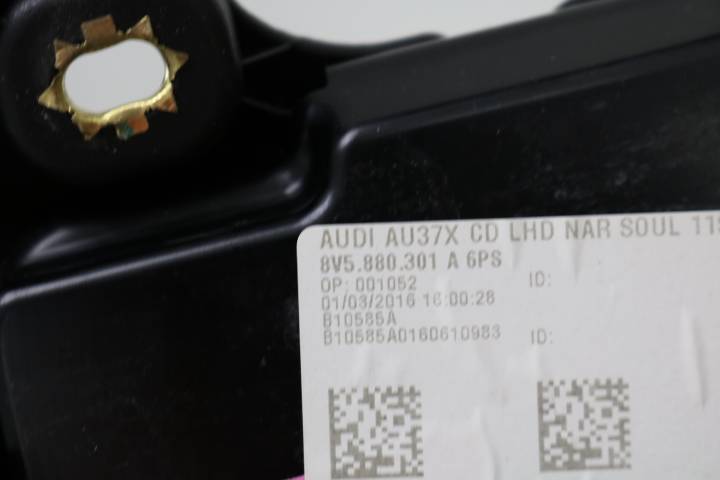 AUDI AU37X CD LHD NAR SOUL
8V5.880.301 A 6PS
OP: 001052 ID:
01/03/2016 16:00:28
B10585A
B10585A0160610983 ID: